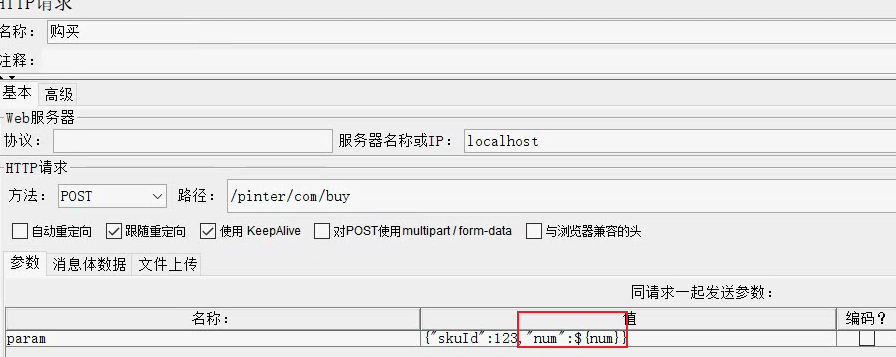 HTTP请求
名称： 购买
注释：
基本 高级
Web服务器
协议： 服务器名称或IP： localhost
HTTP请求
方法： POST 路径： /pinter/com/buy
自动重定向 跟随重定向 使用 KeepAlive 对POST使用multipart / form-data 与浏览器兼容的头
参数 消息体数据 文件上传
同请求一起发送参数：
名称： 值 编码？
param {"skuId":123,"num":${num}}